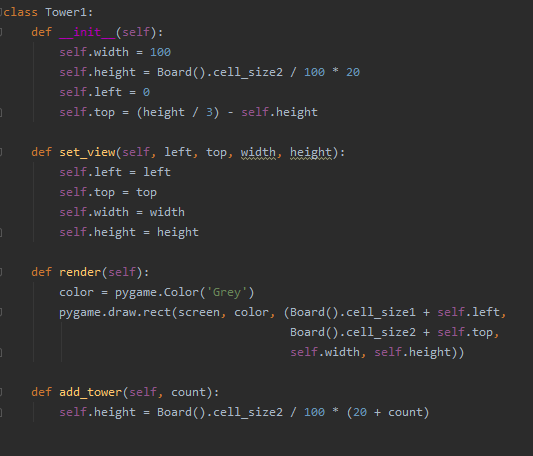 class Tower1:
    def __init__(self):
        self.width = 100
        self.height = Board().cell_size2 / 100 * 20
        self.left = 0
        self.top = (height / 3) - self.height
    def set_view(self, left, top, width, height):
        self.left = left
        self.top = top
        self.width = width
        self.height = height
    def render(self):
        color = pygame.Color('Grey')
        pygame.draw.rect(screen, color, (Board().cell_size1 + self.left,
                                         Board().cell_size2 + self.top,
                                         self.width, self.height))
    def add_tower(self, count):
        self.height = Board().cell_size2 / 100 * (20 + count)